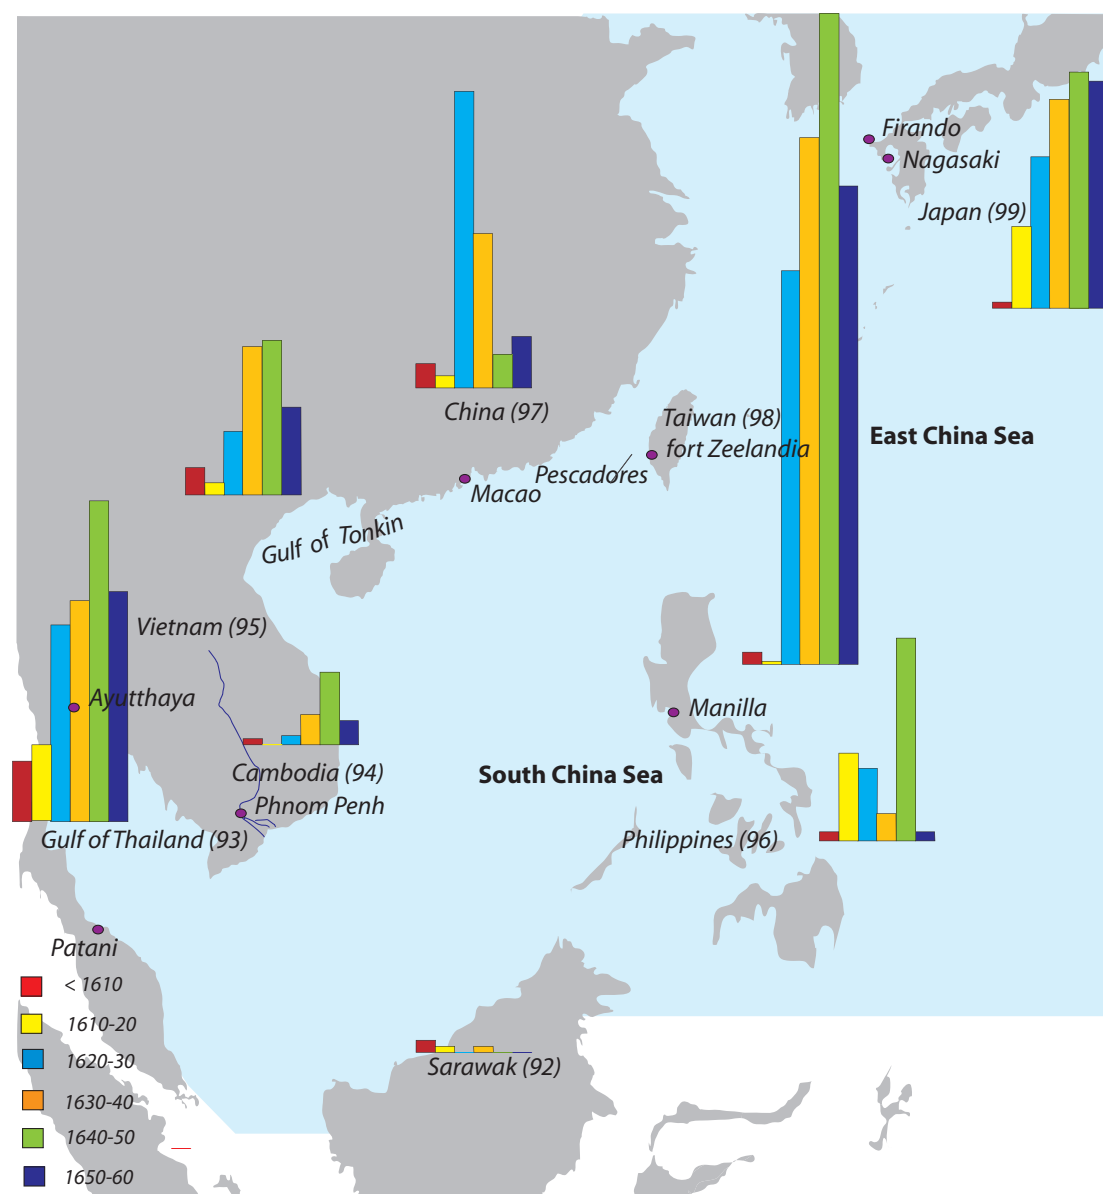 Firando
Nagasaki
Japan (99)
China (97)
Taiwan (98)
fort Zeelandia
East China Sea
Pescadores
Macao
Gulf of Tonkin
Vietnam (95)
Ayutthaya
Manilla
Cambodia (94)
South China Sea
Phnom Penh
Gulf of Thailand (93)
Philippines (96)
Patani
< 1610
1610-20
1620-30
1630-40
1640-50
1650-60
Sarawak (92)